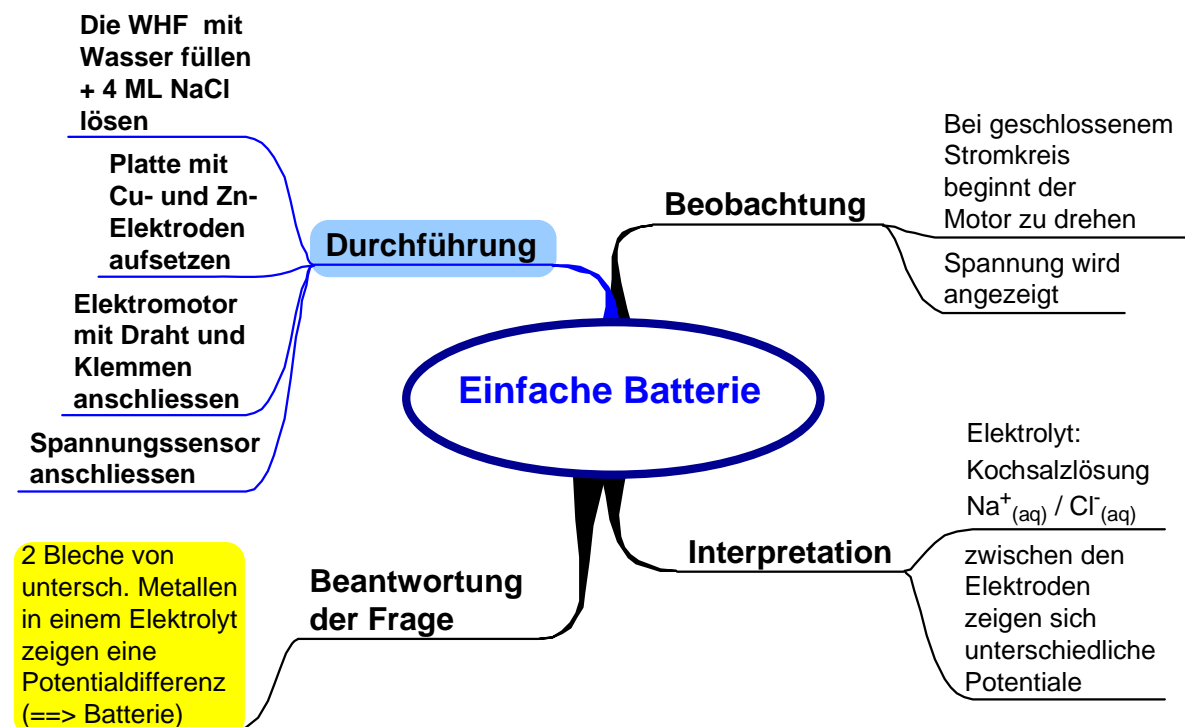 Einfache Batterie
Durchführung
Die WHF  mit
Wasser füllen
+ 4 ML NaCl
lösen
Platte mit
Cu- und Zn-
Elektroden
aufsetzen
Elektromotor
mit Draht und
Klemmen
anschliessen
Spannungssensor
anschliessen
Beobachtung
Bei geschlossenem
Stromkreis
beginnt der
Motor zu drehen
Spannung wird
angezeigt
Interpretation
Elektrolyt:
Kochsalzlösung
Na⁺(aq) / Cl⁻(aq)
zwischen den
Elektroden
zeigen sich
unterschiedliche
Potentiale
Beantwortung
der Frage
2 Bleche von
untersch. Metallen
in einem Elektrolyt
zeigen eine
Potentialdifferenz
(==> Batterie)